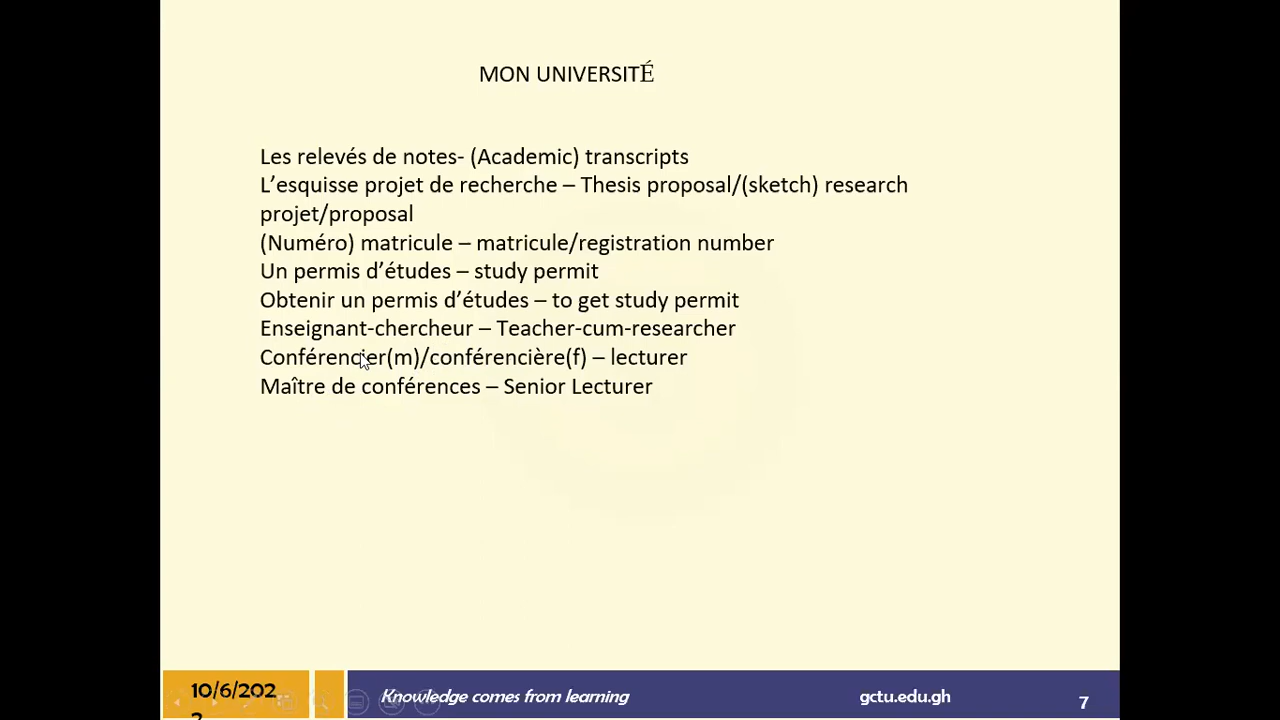 MON UNIVERSITÉ
Les relevés de notes- (Academic) transcripts
L’esquisse projet de recherche – Thesis proposal/(sketch) research
projet/proposal
(Numéro) matricule – matricule/registration number
Un permis d’études – study permit
Obtenir un permis d’études – to get study permit
Enseignant-chercheur – Teacher-cum-researcher
Conférencier(m)/conférencière(f) – lecturer
Maître de conférences – Senior Lecturer
10/6/202
Knowledge comes from learning
gctu.edu.gh
7